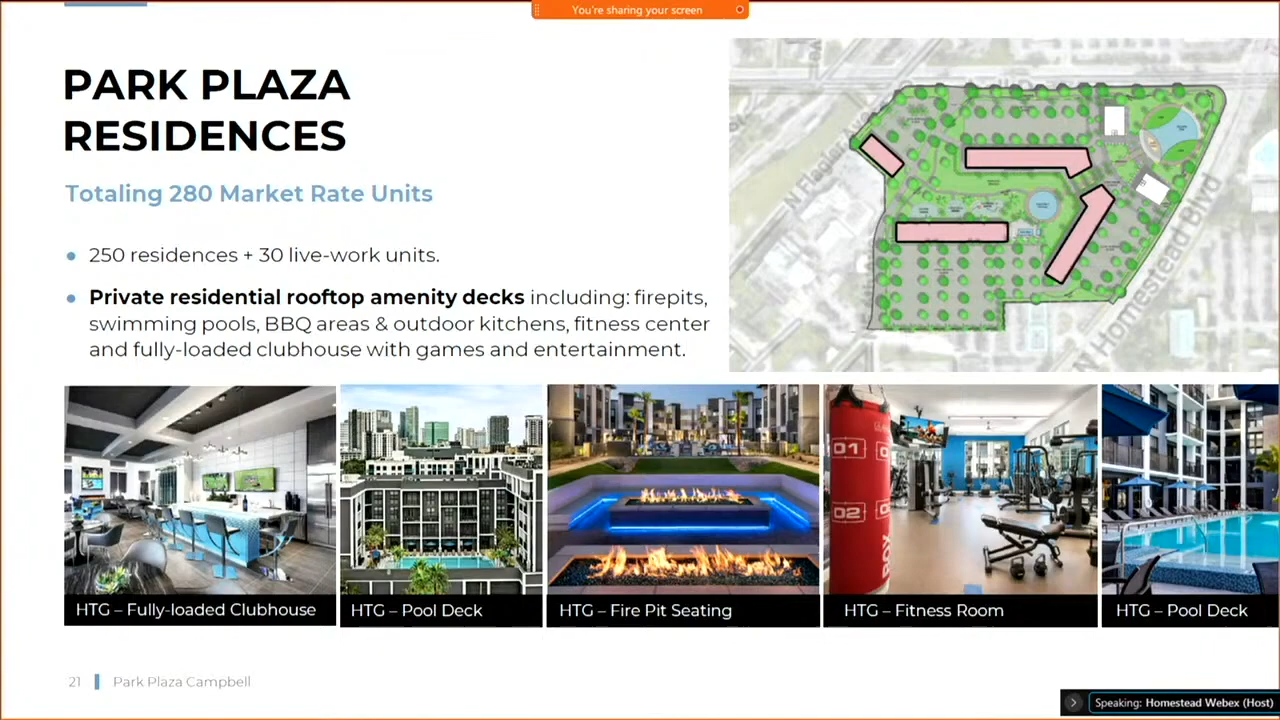 You're sharing your screen
PARK PLAZA
RESIDENCES
Totaling 280 Market Rate Units
• 250 residences + 30 live-work units.
• Private residential rooftop amenity decks including: firepits,
swimming pools, BBQ areas & outdoor kitchens, fitness center
and fully-loaded clubhouse with games and entertainment.
N Flagler
N Homestead Blvd
01
02
BOX
HTG – Fully-loaded Clubhouse
HTG – Pool Deck
HTG – Fire Pit Seating
HTG – Fitness Room
HTG – Pool Deck
21
Park Plaza Campbell
Speaking: Homestead Webex (Host)